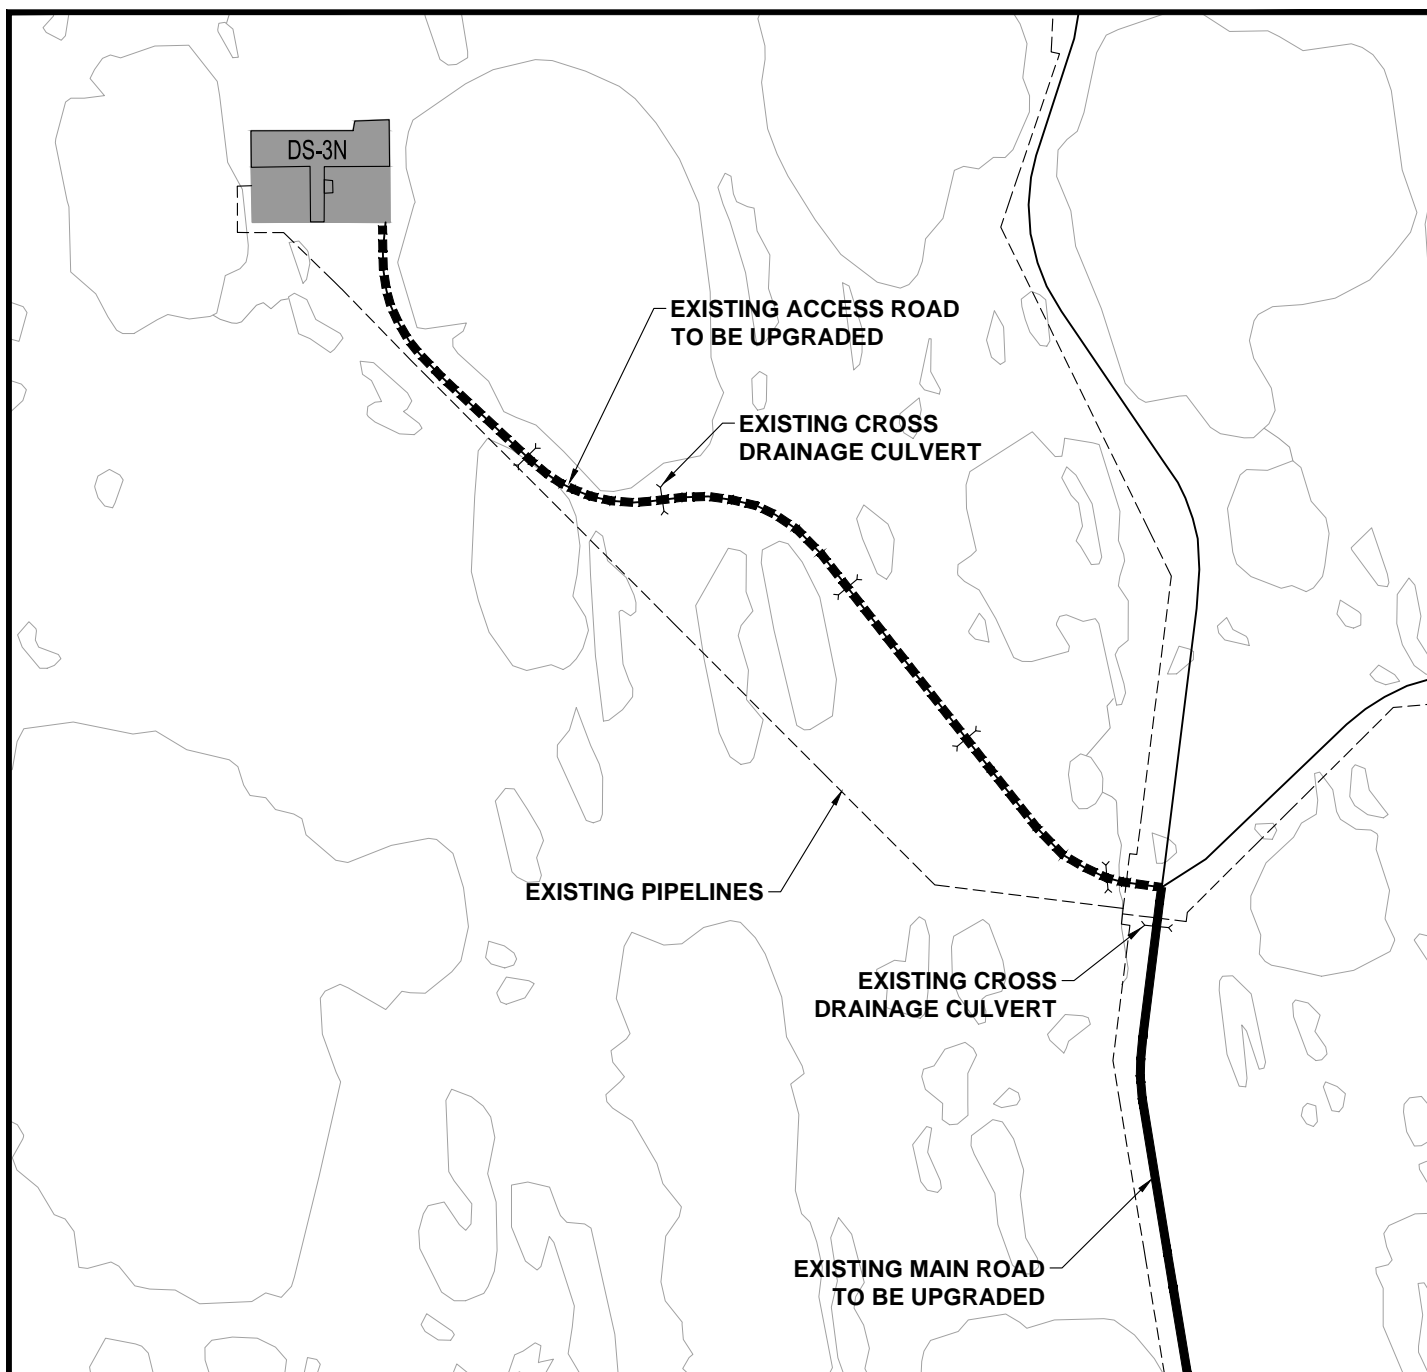 DS-3N
EXISTING ACCESS ROAD
TO BE UPGRADED
EXISTING CROSS
DRAINAGE CULVERT
EXISTING PIPELINES
EXISTING CROSS
DRAINAGE CULVERT
EXISTING MAIN ROAD
TO BE UPGRADED